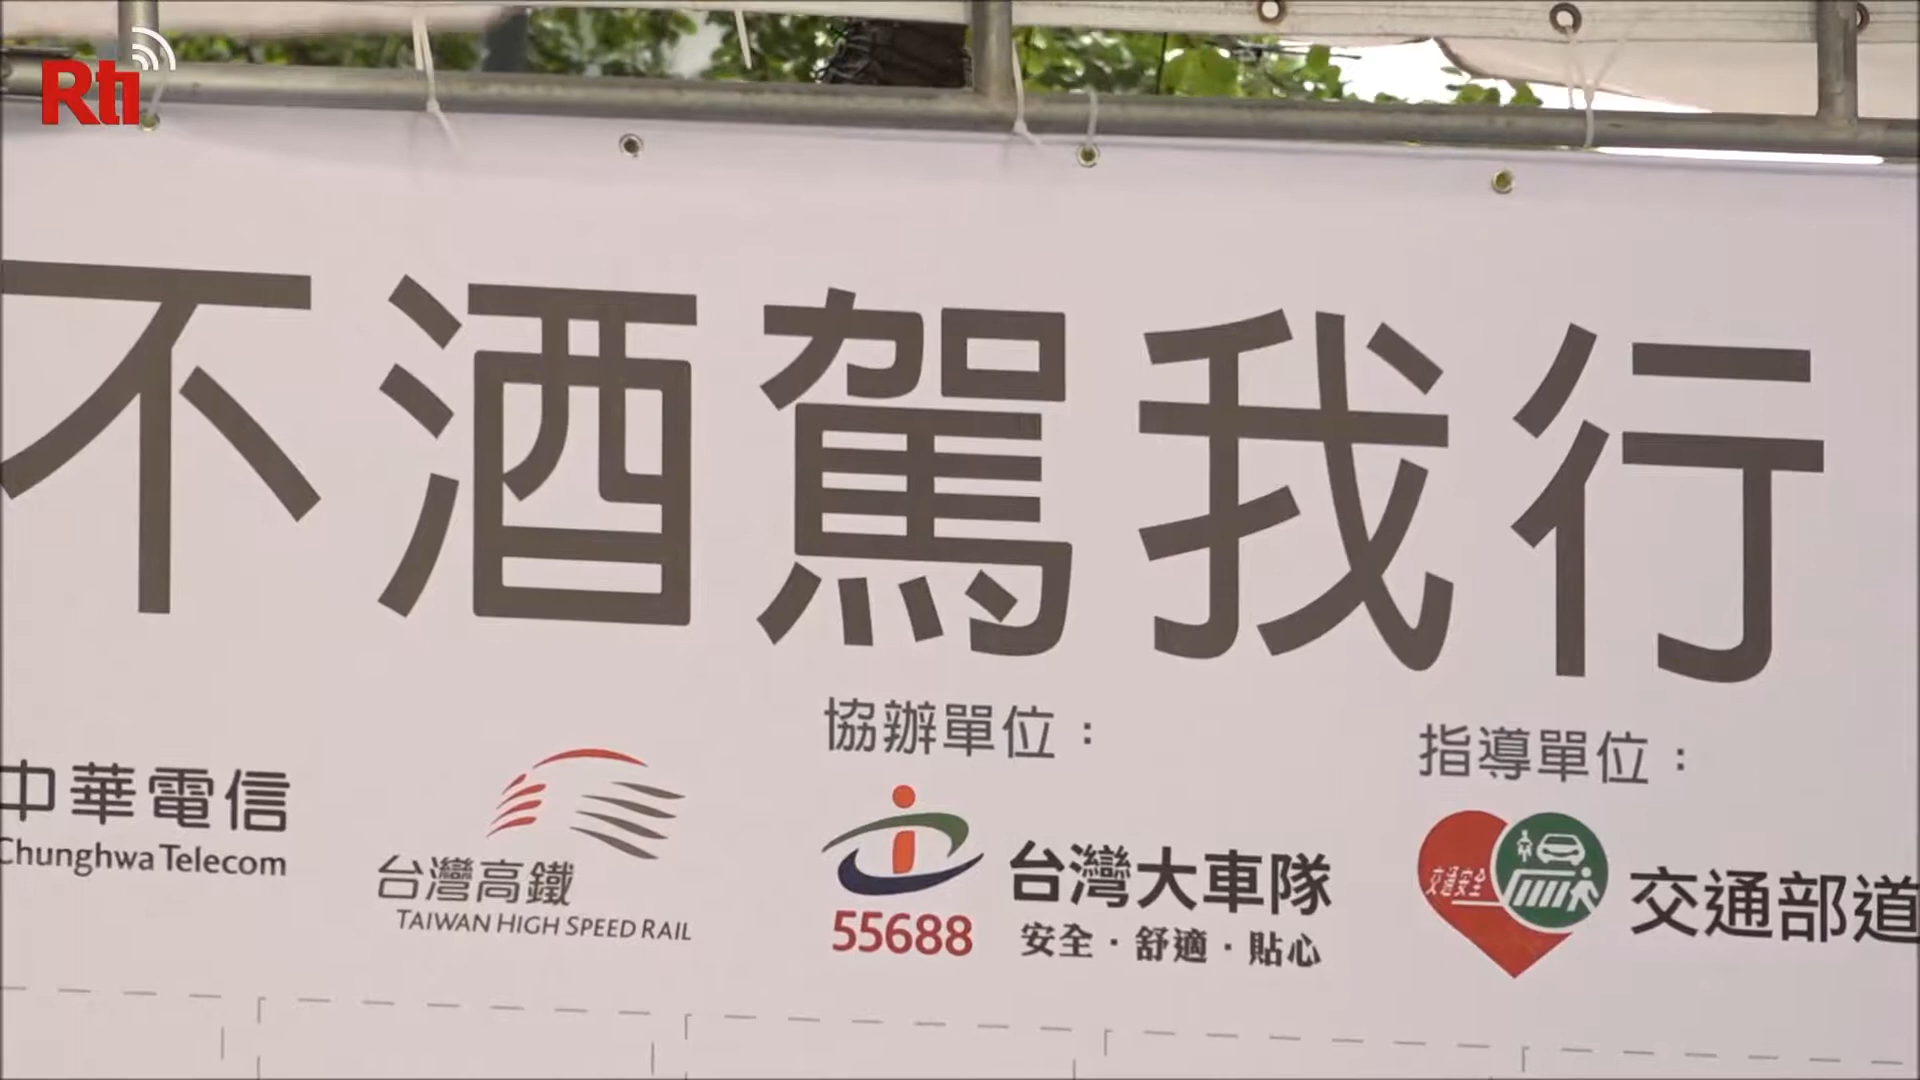 Rti
不酒駕我行
協辦單位：
指導單位：
中華電信
Chunghwa Telecom
台灣高鐵
TAIWAN HIGH SPEED RAIL
55688
台灣大車隊
安全·舒適·貼心
交通安全
交通部道